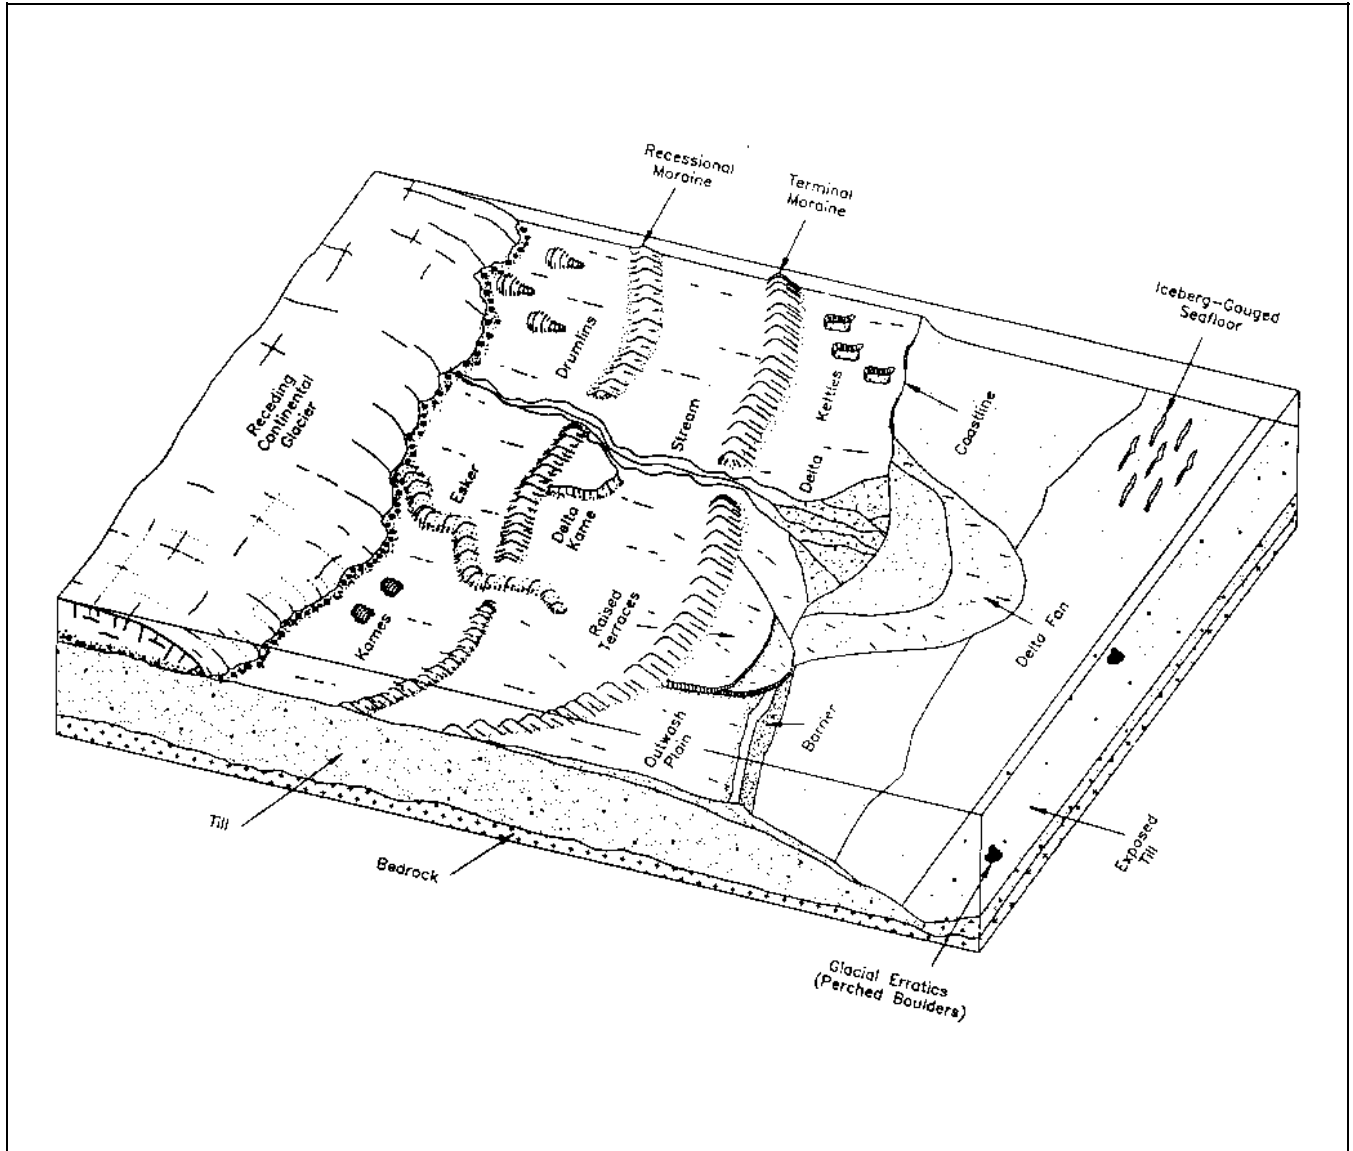 Recessional
Moraine
Terminal
Moraine
Iceberg-Gouged
Seafloor
Receding
Continental
Glacier
Drumlins
Stream
Kettles
Delta
Coastline
Esker
Delta
Kame
Kames
Raised
Terraces
Delta Fan
Outwash
Plain
Barrier
Till
Bedrock
Exposed
Till
Glacial Erratics
(Perched Boulders)